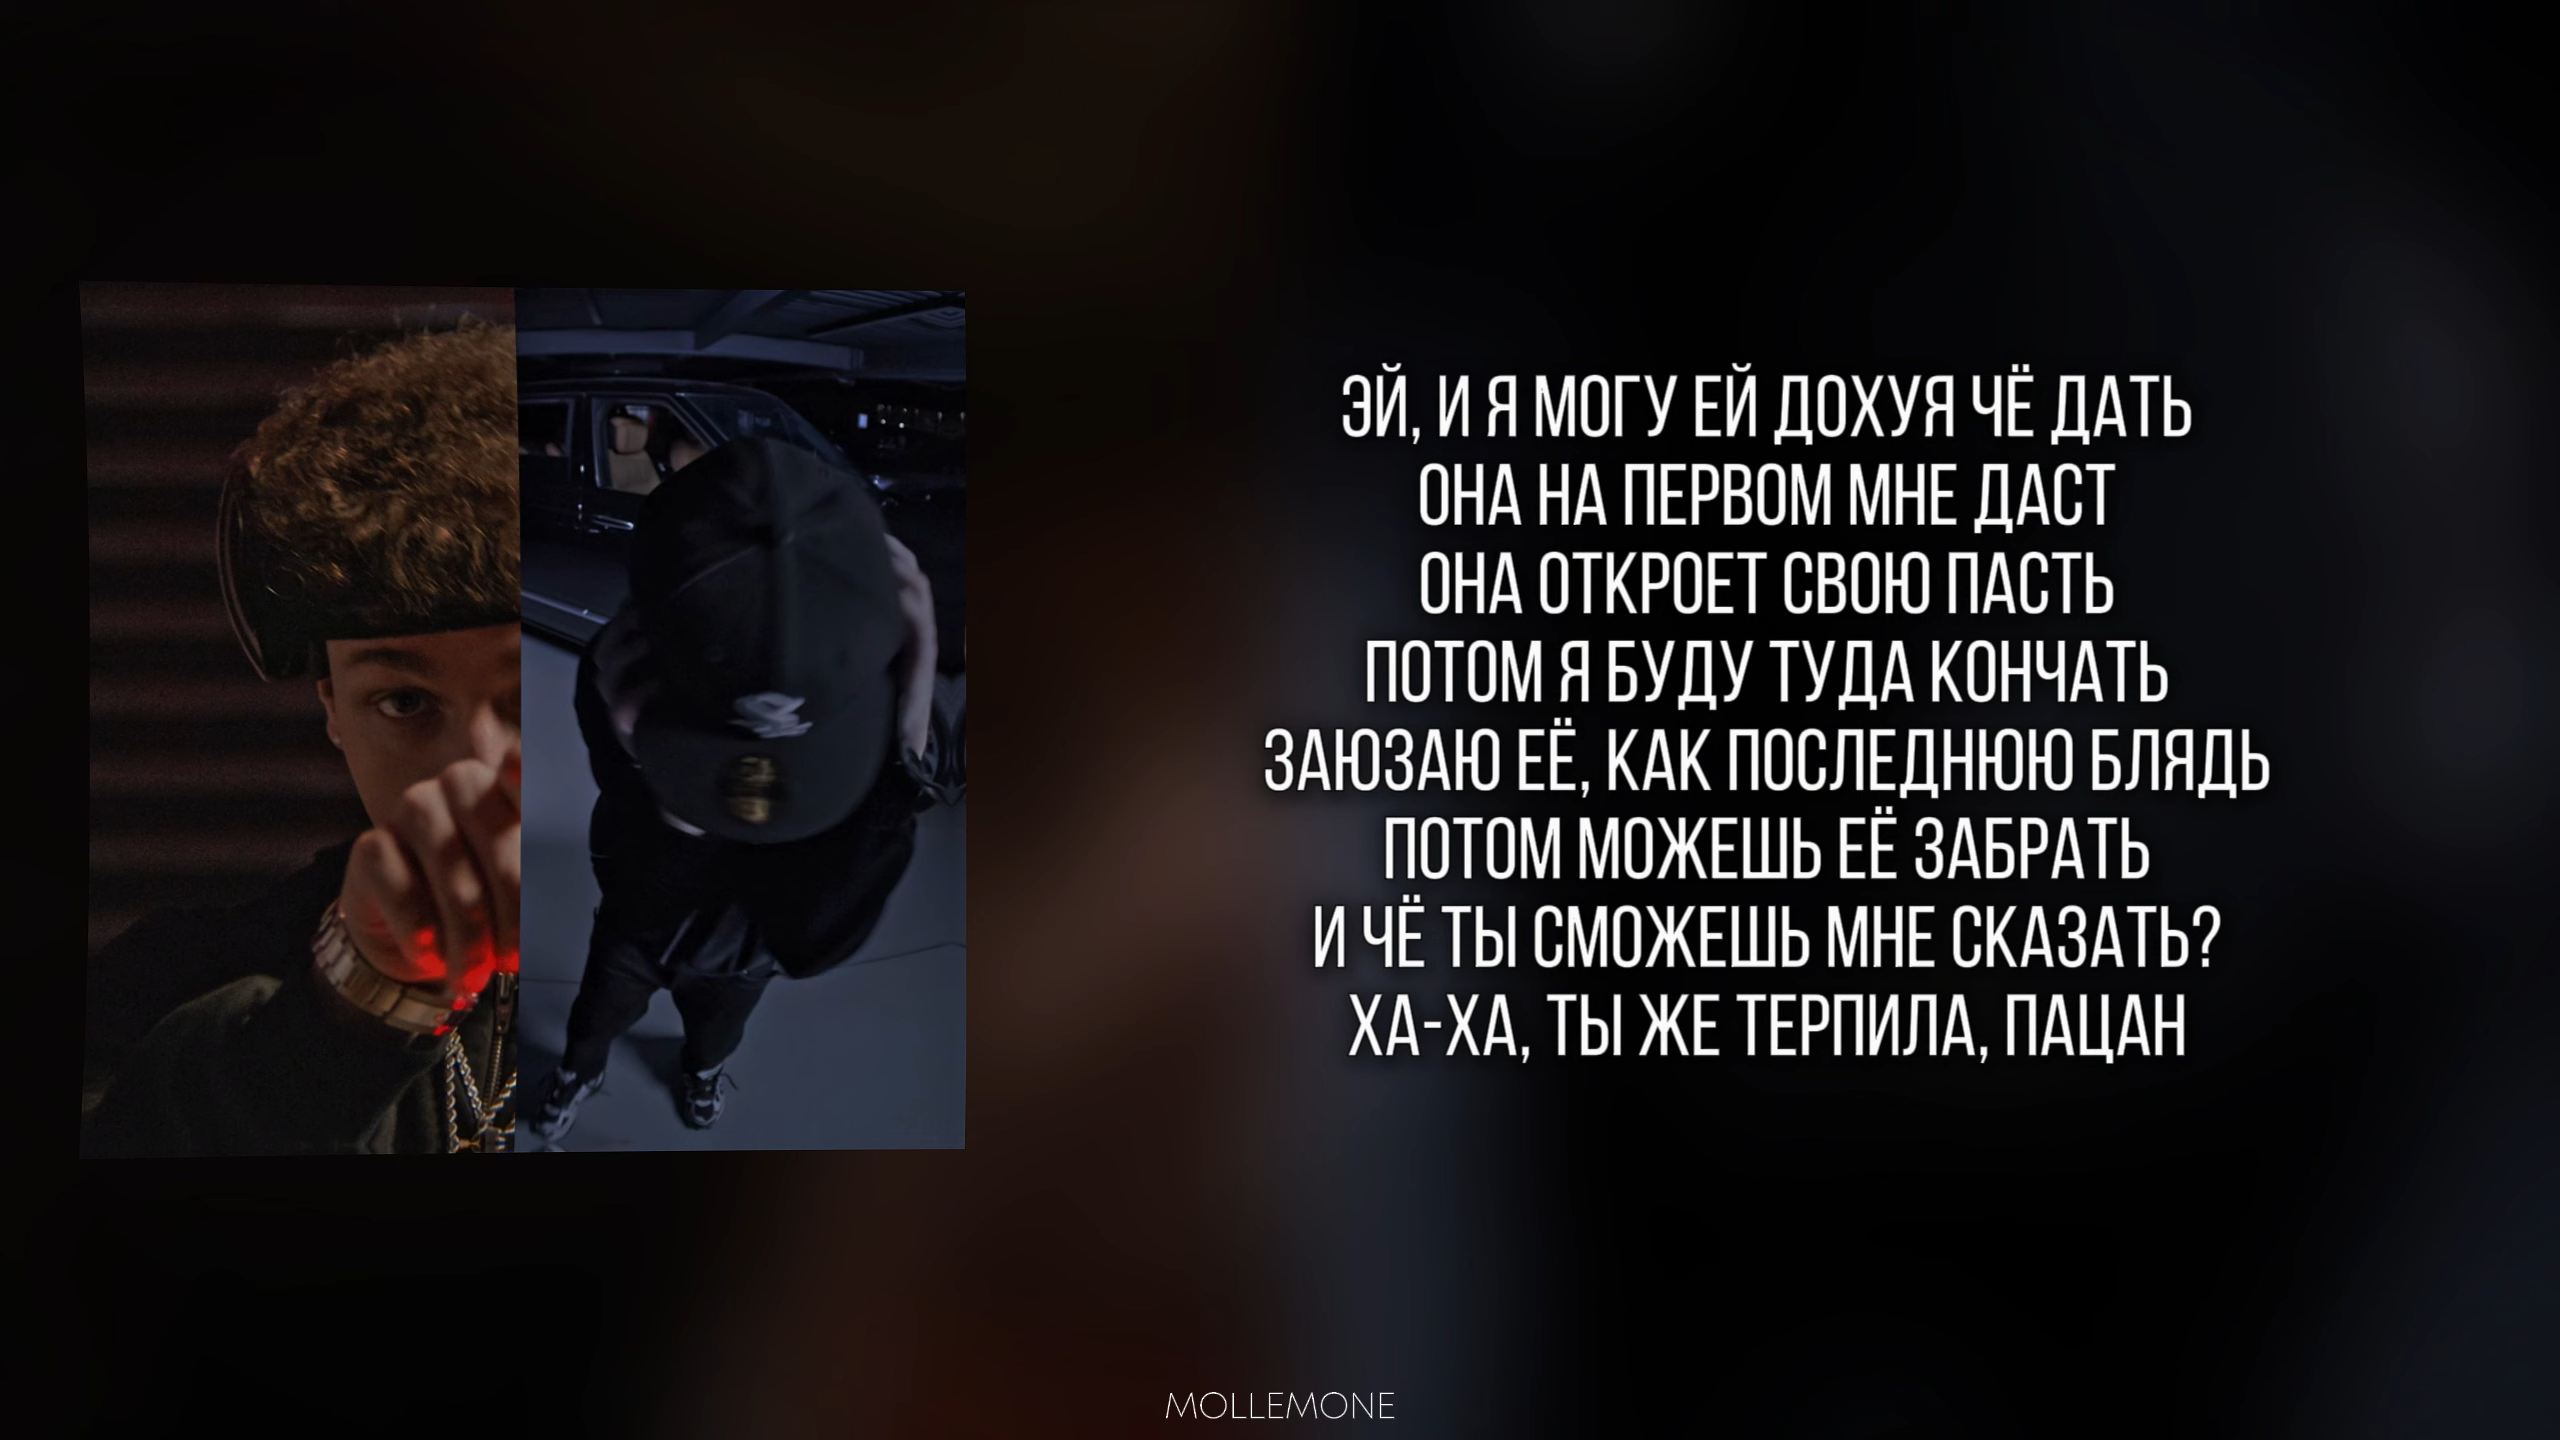 ЭЙ, И Я МОГУ ЕЙ ДОХУЯ ЧЁ ДАТЬ
ОНА НА ПЕРВОМ МНЕ ДАСТ
ОНА ОТКРОЕТ СВОЮ ПАСТЬ
ПОТОМ Я БУДУ ТУДА КОНЧАТЬ
ЗАЮЗАЮ ЕЁ, КАК ПОСЛЕДНЮЮ БЛЯДЬ
ПОТОМ МОЖЕШЬ ЕЁ ЗАБРАТЬ
И ЧЁ ТЫ СМОЖЕШЬ МНЕ СКАЗАТЬ?
ХА-ХА, ТЫ ЖЕ ТЕРПИЛА, ПАЦАН
MOLLEMONE